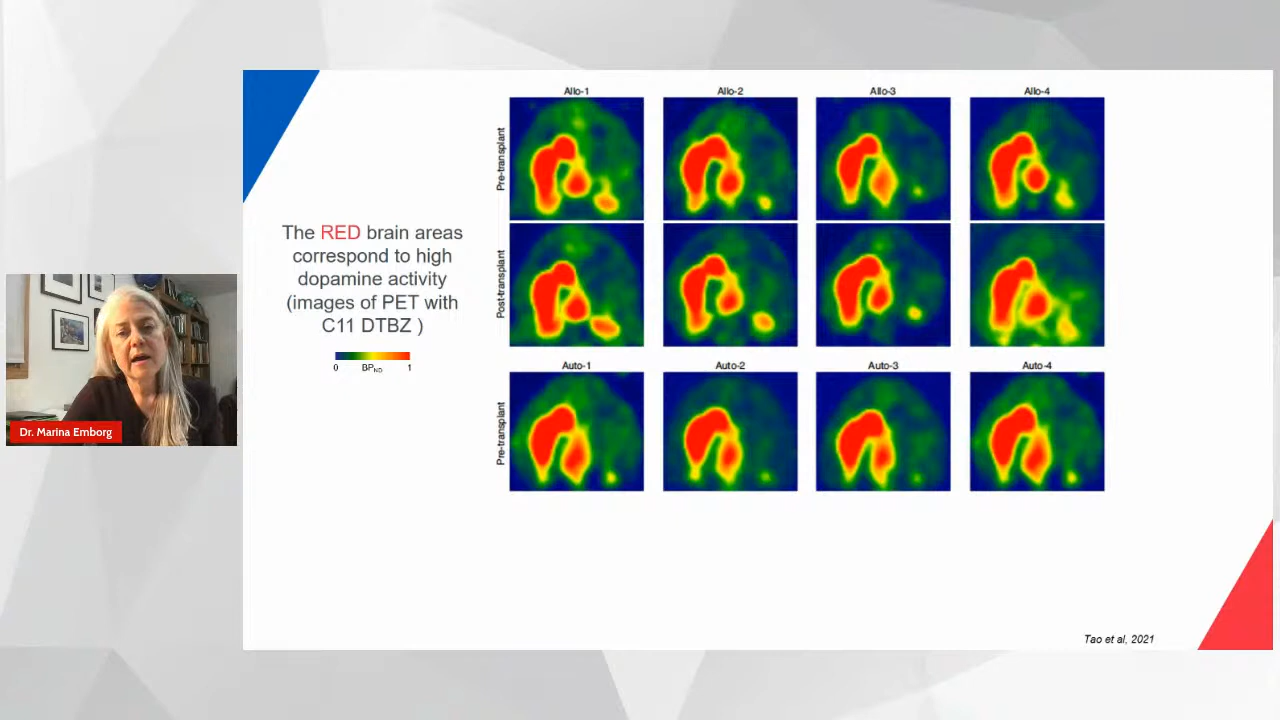 Allo-1 Allo-2 Allo-3 Allo-4
Pre-transplant
Post-transplant
Auto-1 Auto-2 Auto-3 Auto-4
Pre-transplant
The RED brain areas
correspond to high
dopamine activity
(images of PET with
C11 DTBZ )
0 BPND 1
Dr. Marina Emborg
Tao et al, 2021